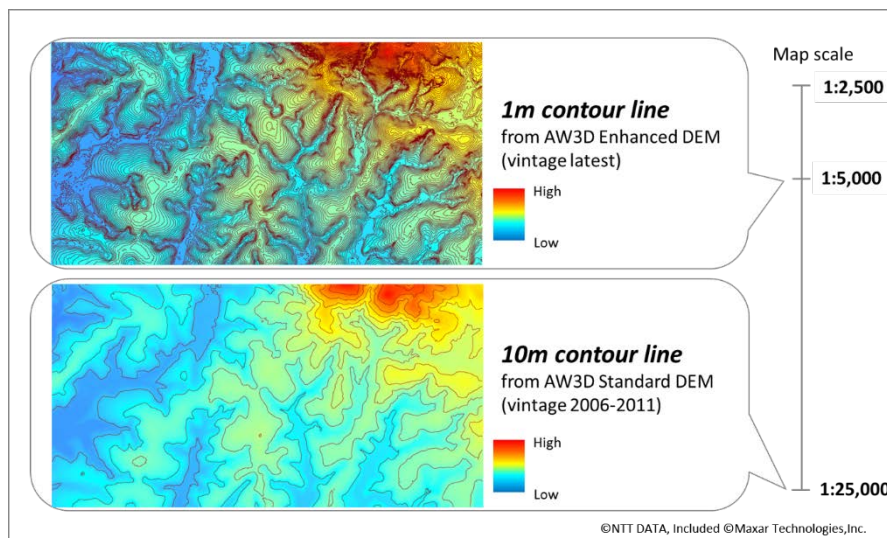 Map scale
1:2,500
1m contour line
from AW3D Enhanced DEM
(vintage latest)
1:5,000
High
Low
10m contour line
from AW3D Standard DEM
(vintage 2006-2011)
High
Low
1:25,000
©NTT DATA, Included ©Maxar Technologies,Inc.